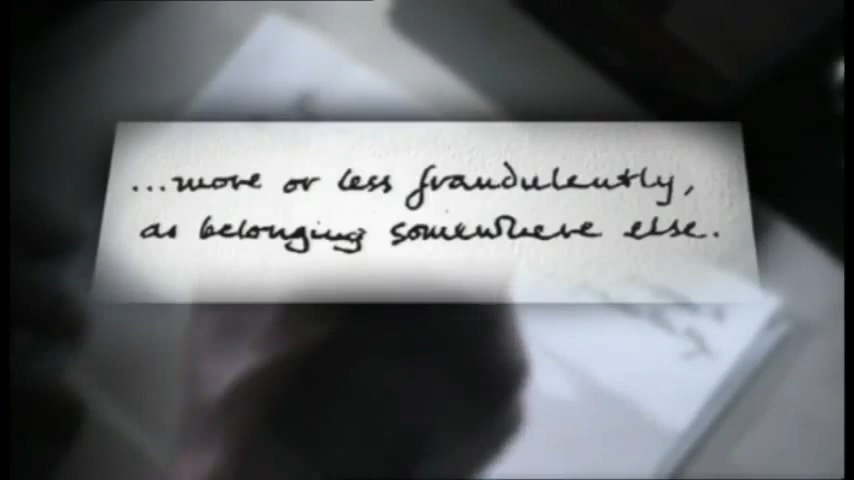 ...more or less fraudulently,
as belonging somewhere else.